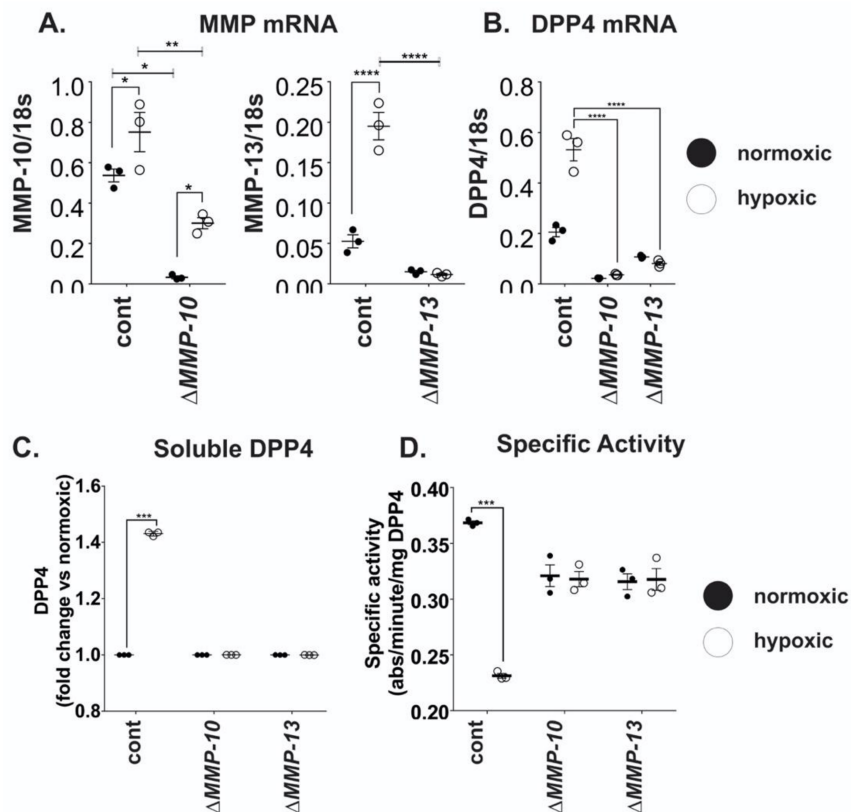 A.
MMP mRNA
B.
DPP4 mRNA
**
*
*
*
MMP-10/18s
1.0
0.8
0.6
0.4
0.2
0.0
cont
ΔMMP-10
****
****
MMP-13/18s
0.25
0.20
0.15
0.10
0.05
0.00
cont
ΔMMP-13
****
****
DPP4/18s
0.8
0.6
0.4
0.2
0.0
cont
ΔMMP-10
ΔMMP-13
normoxic
hypoxic
C.
Soluble DPP4
DPP4
(fold change vs normoxic)
1.6
1.4
1.2
1.0
0.8
***
cont
ΔMMP-10
ΔMMP-13
D.
Specific Activity
Specific activity
(abs/minute/mg DPP4
0.40
0.35
0.30
0.25
0.20
***
cont
ΔMMP-10
ΔMMP-13
normoxic
hypoxic